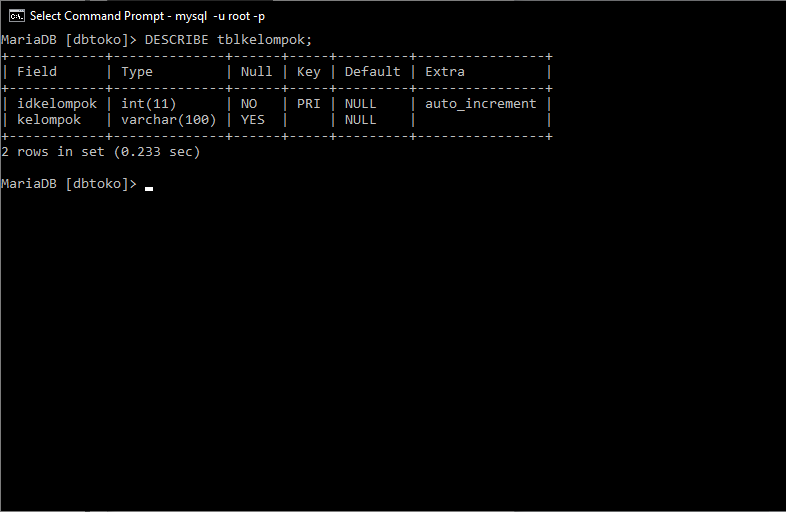 Select Command Prompt - mysql  -u root -p
MariaDB [dbtoko]> DESCRIBE tblkelompok;
+-----------+--------------+------+-----+---------+----------------+
| Field     | Type         | Null | Key | Default | Extra          |
+-----------+--------------+------+-----+---------+----------------+
| idkelompok | int(11)      | NO   | PRI | NULL    | auto_increment |
| kelompok  | varchar(100) | YES  |     | NULL    |                |
+-----------+--------------+------+-----+---------+----------------+
2 rows in set (0.233 sec)
MariaDB [dbtoko]>